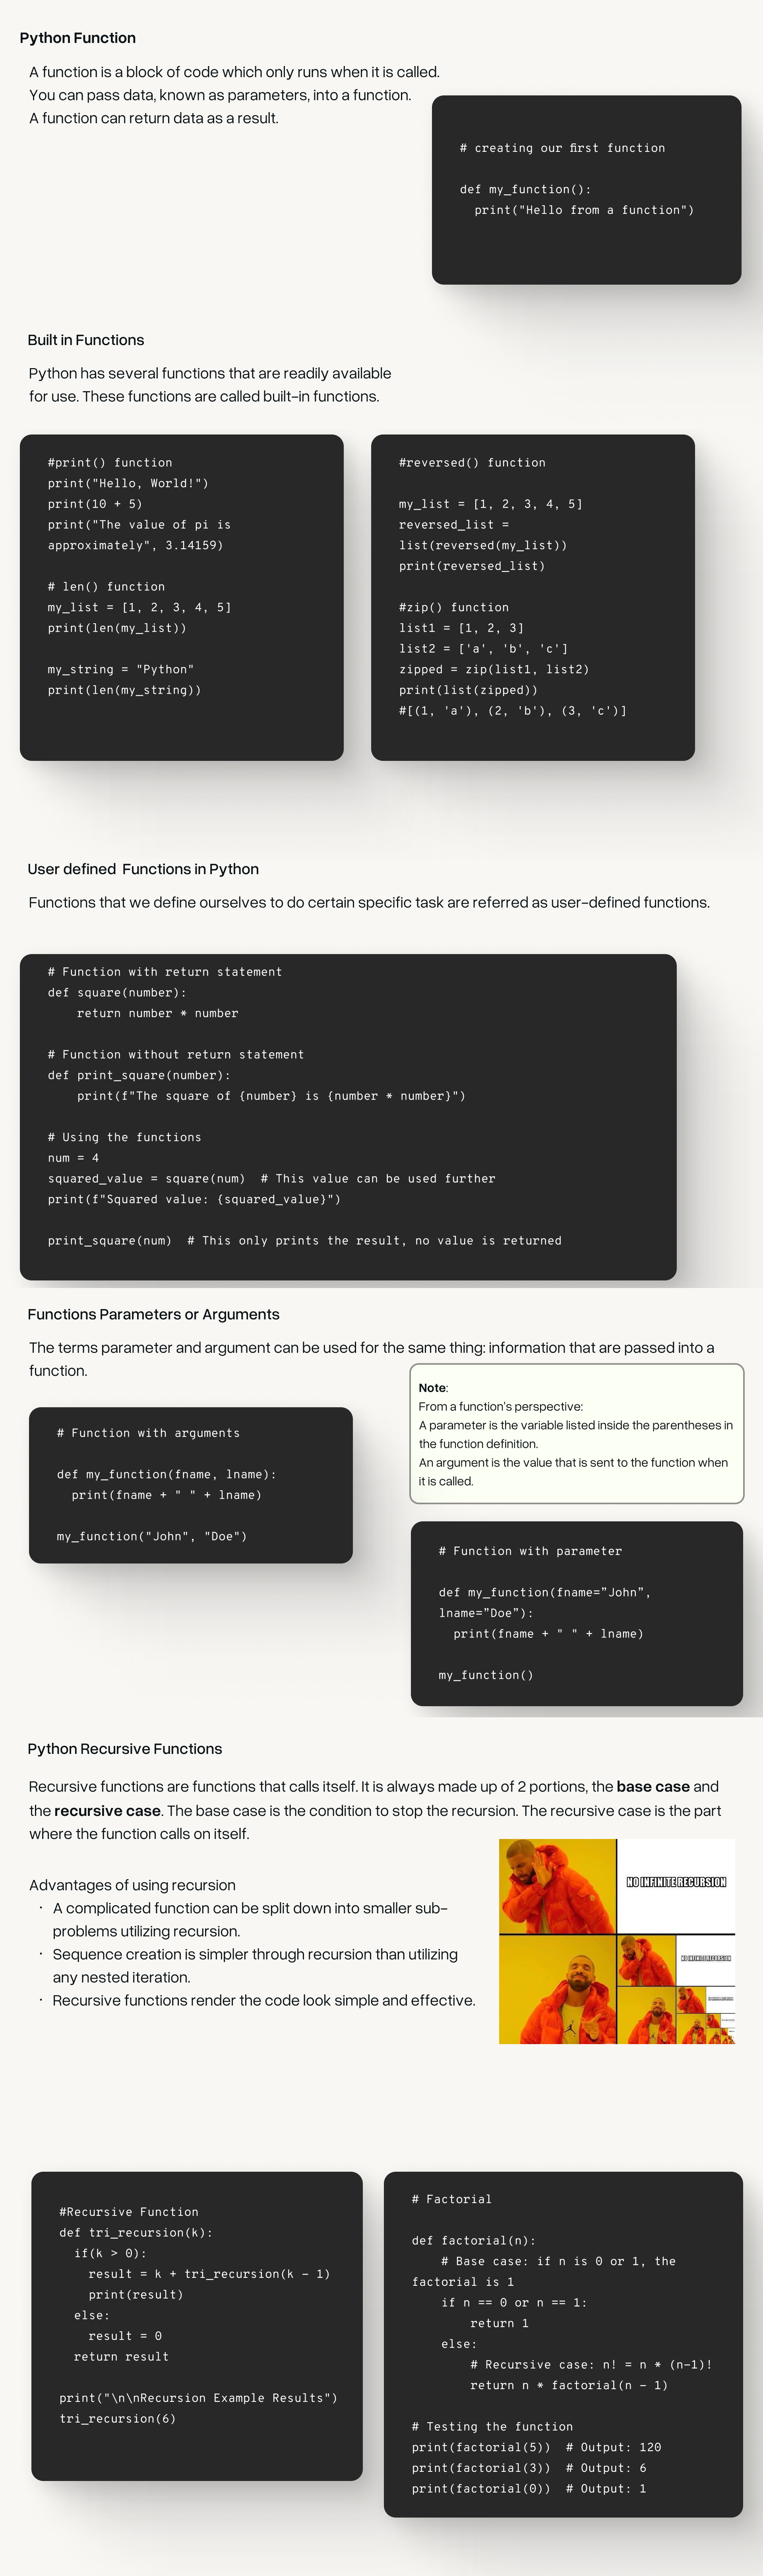 Python Function
A function is a block of code which only runs when it is called.
You can pass data, known as parameters, into a function.
A function can return data as a result.
# creating our first function
def my_function():
  print("Hello from a function")
Built in Functions
Python has several functions that are readily available
for use. These functions are called built-in functions.
#print() function
print("Hello, World!")
print(10 + 5)
print("The value of pi is
approximately", 3.14159)
# len() function
my_list = [1, 2, 3, 4, 5]
print(len(my_list))
my_string = "Python"
print(len(my_string))
#reversed() function
my_list = [1, 2, 3, 4, 5]
reversed_list =
list(reversed(my_list))
print(reversed_list)
#zip() function
list1 = [1, 2, 3]
list2 = ['a', 'b', 'c']
zipped = zip(list1, list2)
print(list(zipped))
#[(1, 'a'), (2, 'b'), (3, 'c')]
User defined  Functions in Python
Functions that we define ourselves to do certain specific task are referred as user-defined functions.
# Function with return statement
def square(number):
    return number * number
# Function without return statement
def print_square(number):
    print(f"The square of {number} is {number * number}")
# Using the functions
num = 4
squared_value = square(num)  # This value can be used further
print(f"Squared value: {squared_value}")
print_square(num)  # This only prints the result, no value is returned
Functions Parameters or Arguments
The terms parameter and argument can be used for the same thing: information that are passed into a
function.
# Function with arguments
def my_function(fname, lname):
  print(fname + " " + lname)
my_function("John", "Doe")
Note:
From a function's perspective:
A parameter is the variable listed inside the parentheses in
the function definition.
An argument is the value that is sent to the function when
it is called.
# Function with parameter
def my_function(fname=”John”,
lname=”Doe”):
  print(fname + " " + lname)
my_function()
Python Recursive Functions
Recursive functions are functions that calls itself. It is always made up of 2 portions, the base case and
the recursive case. The base case is the condition to stop the recursion. The recursive case is the part
where the function calls on itself.
Advantages of using recursion
· A complicated function can be split down into smaller sub-
problems utilizing recursion.
· Sequence creation is simpler through recursion than utilizing
any nested iteration.
· Recursive functions render the code look simple and effective.
NO INFINITE RECURSION
NO INFINITE RECURSION
#Recursive Function
def tri_recursion(k):
  if(k > 0):
    result = k + tri_recursion(k - 1)
    print(result)
  else:
    result = 0
  return result
print("\n\nRecursion Example Results")
tri_recursion(6)
# Factorial
def factorial(n):
    # Base case: if n is 0 or 1, the
factorial is 1
    if n == 0 or n == 1:
        return 1
    else:
        # Recursive case: n! = n * (n-1)!
        return n * factorial(n - 1)
# Testing the function
print(factorial(5))  # Output: 120
print(factorial(3))  # Output: 6
print(factorial(0))  # Output: 1